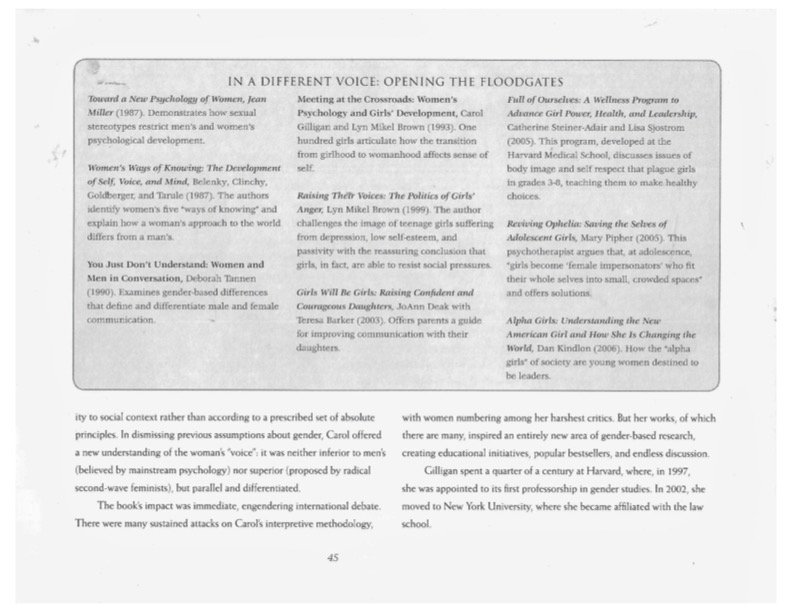 IN A DIFFERENT VOICE: OPENING THE FLOODGATES
Toward a New Psychology of Women, Jean
Miller (1987). Demonstrates how sexual
stereotypes restrict men's and women's
psychological development.
Women's Ways of Knowing: The Development
of Self, Voice, and Mind, Belenky, Clinchy,
Goldberger, and Tarule (1987). The authors
identify women's five "ways of knowing" and
explain how a woman's approach to the world
differs from a man's.
You Just Don't Understand: Women and
Men in Conversation, Deborah Tannen
(1990). Examines gender-based differences
that define and differentiate male and female
communication.
Meeting at the Crossroads: Women's
Psychology and Girls' Development, Carol
Gilligan and Lyn Mikel Brown (1993). One
hundred girls articulate how the transition
from girlhood to womanhood affects sense of
self.
Raising Their Voices: The Politics of Girls'
Anger, Lyn Mikel Brown (1999). The author
challenges the image of teenage girls suffering
from depression, low self-esteem, and
passivity with the reassuring conclusion that
girls, in fact, are able to resist social pressures.
Girls Will Be Girls: Raising Confident and
Courageous Daughters, JoAnn Deak with
Teresa Barker (2003). Offers parents a guide
for improving communication with their
daughters.
Full of Ourselves: A Wellness Program to
Advance Girl Power, Health, and Leadership,
Catherine Steiner-Adair and Lisa Sjostrom
(2005). This program, developed at the
Harvard Medical School, discusses issues of
body image and self respect that plague girls
in grades 3-8, teaching them to make healthy
choices.
Reviving Ophelia: Saving the Selves of
Adolescent Girls, Mary Pipher (2005). This
psychotherapist argues that, at adolescence,
"girls become 'female impersonators' who fit
their whole selves into small, crowded spaces"
and offers solutions.
Alpha Girls: Understanding the New
American Girl and How She Is Changing the
World, Dan Kindlon (2006). How the "alpha
girls" of society are young women destined to
be leaders.
ity to social context rather than according to a prescribed set of absolute
principles. In dismissing previous assumptions about gender, Carol offered
a new understanding of the woman's "voice": it was neither inferior to men's
(believed by mainstream psychology) nor superior (proposed by radical
second-wave feminists), but parallel and differentiated.
The book's impact was immediate, engendering international debate.
There were many sustained attacks on Carol's interpretive methodology,
with women numbering among her harshest critics. But her works, of which
there are many, inspired an entirely new area of gender-based research,
creating educational initiatives, popular bestsellers, and endless discussion.
Gilligan spent a quarter of a century at Harvard, where, in 1997,
she was appointed to its first professorship in gender studies. In 2002, she
moved to New York University, where she became affiliated with the law
school.
45